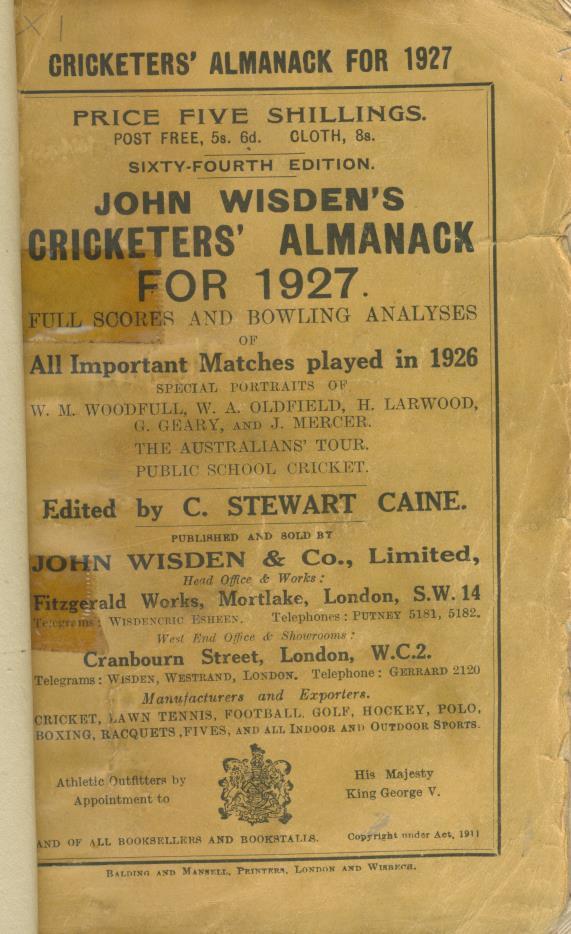 X 1
CRICKETERS' ALMANACK FOR 1927
PRICE FIVE SHILLINGS.
POST FREE, 5s. 6d. CLOTH, 8s.
SIXTY-FOURTH EDITION.
JOHN WISDEN'S
CRICKETERS' ALMANACK
FOR 1927.
FULL SCORES AND BOWLING ANALYSES
OF
All Important Matches played in 1926
SPECIAL PORTRAITS OF
W. M. WOODFULL, W. A. OLDFIELD, H. LARWOOD,
G. GEARY, AND J. MERCER.
THE AUSTRALIANS' TOUR.
PUBLIC SCHOOL CRICKET.
Edited by C. STEWART CAINE.
PUBLISHED AND SOLD BY
JOHN WISDEN & Co., Limited,
Head Office & Works:
Fitzgerald Works, Mortlake, London, S.W. 14
Telegrams: WISDENCRIC ESHEEN. Telephones: PUTNEY 5181, 5182.
West End Office & Showrooms:
Cranbourn Street, London, W.C.2.
Telegrams: WISDEN, WESTRAND, LONDON. Telephone: GERRARD 2120
Manufacturers and Exporters.
CRICKET, LAWN TENNIS, FOOTBALL. GOLF, HOCKEY, POLO,
BOXING, RACQUETS, FIVES, AND ALL INDOOR AND OUTDOOR SPORTS.
Athletic Outfitters by
Appointment to
His Majesty
King George V.
AND OF ALL BOOKSELLERS AND BOOKSTALLS. Copyright under Act, 1911
BALDING AND MANSELL, PRINTERS, LONDON AND WISBECH.